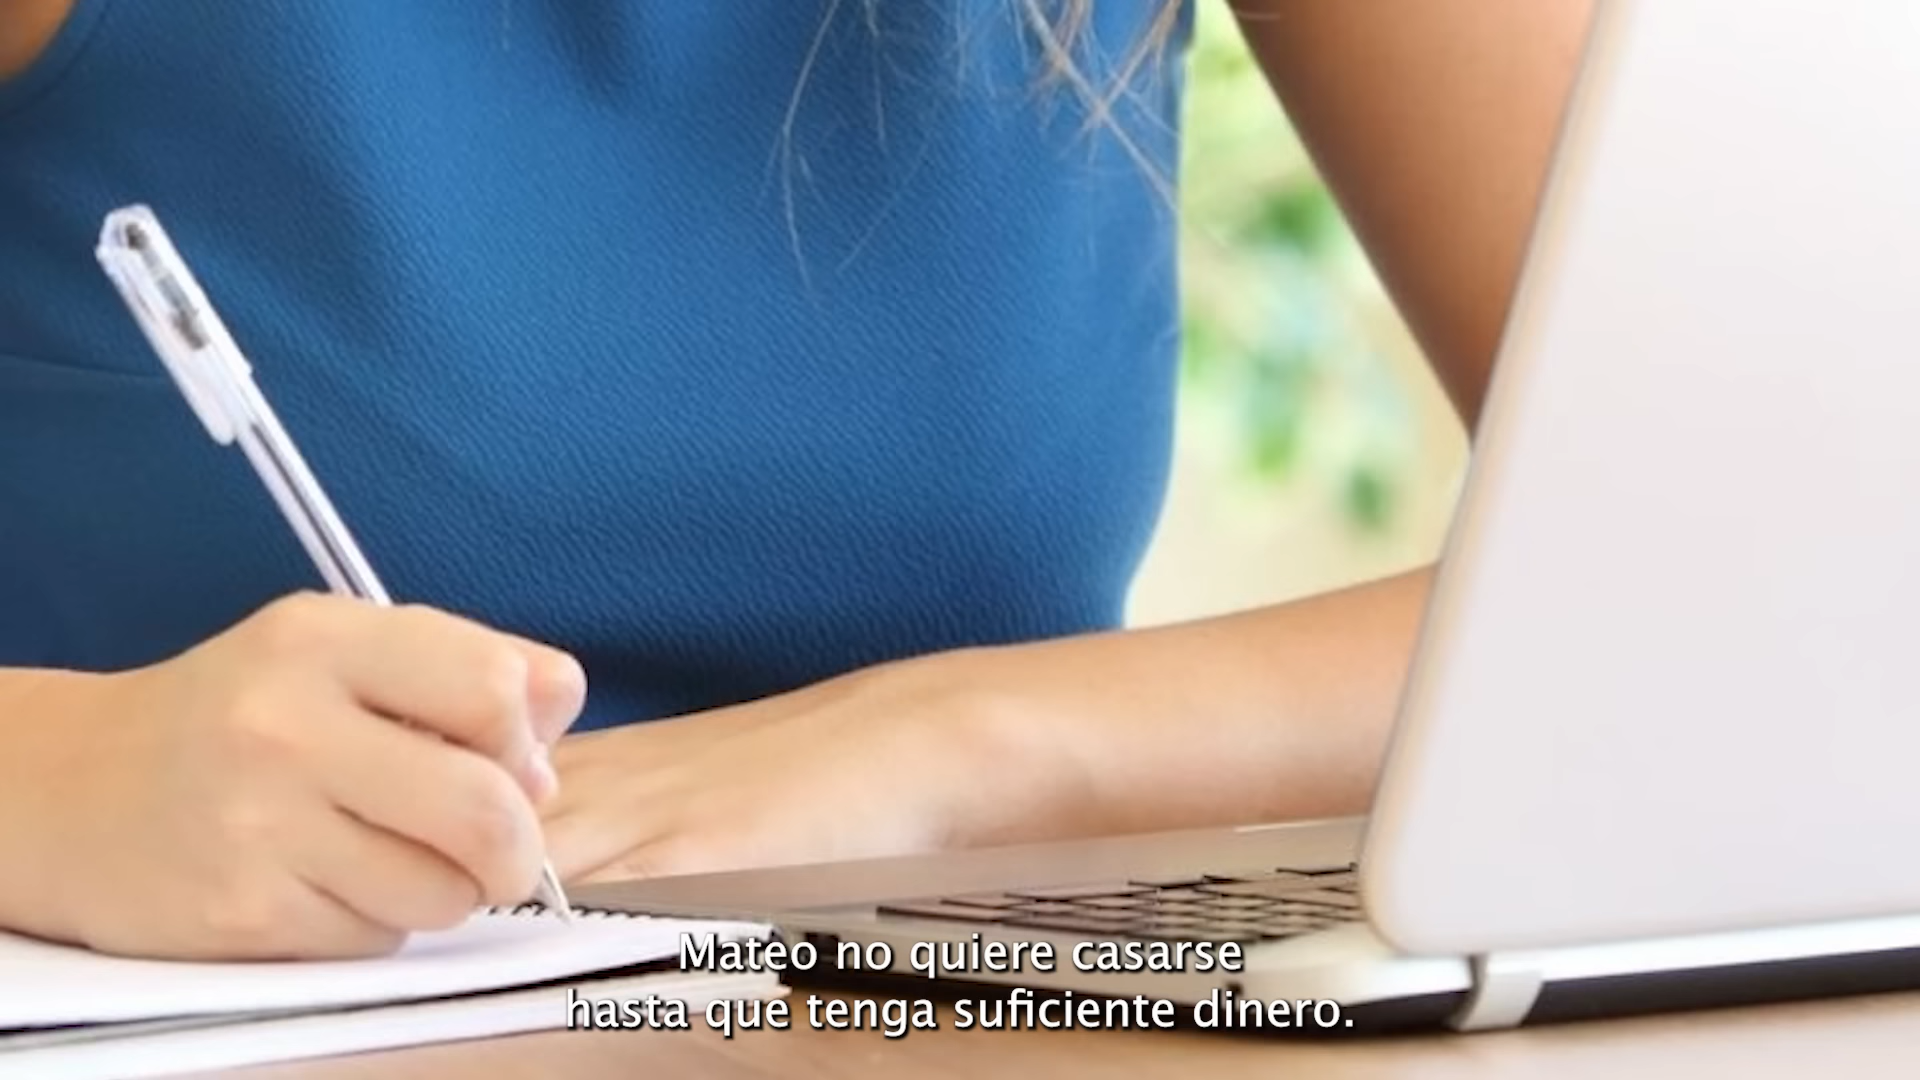 Mateo no quiere casarse
hasta que tenga suficiente dinero.